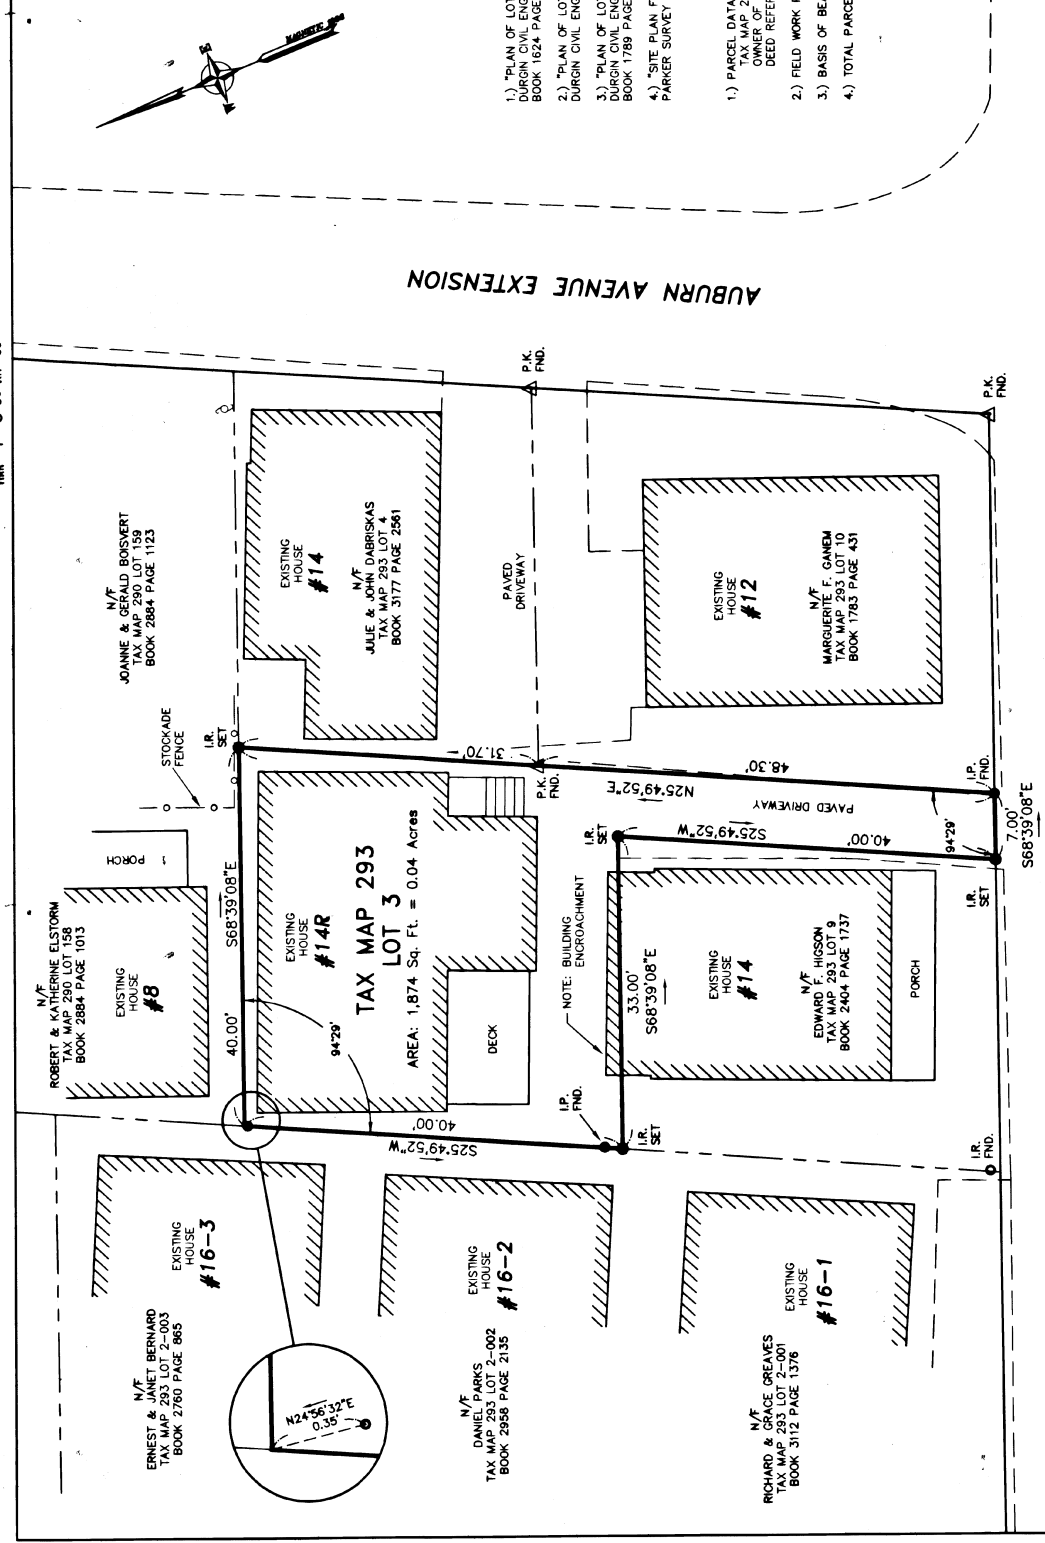 MAGNETIC
1.) "PLAN OF LOT
DURGIN CIVIL ENG
BOOK 1624 PAGE
2.) "PLAN OF LOT
DURGIN CIVIL ENG
3.) "PLAN OF LOT
DURGIN CIVIL ENG
BOOK 1789 PAGE
4.) "SITE PLAN F
PARKER SURVEY
1.) PARCEL DATA
TAX MAP 2
OWNER OF
DEED REFER
2.) FIELD WORK P
3.) BASIS OF BEA
4.) TOTAL PARCE
AUBURN AVENUE EXTENSION
P.K.
FND.
P.K.
FND.
N/F
JOANNE & GERALD BOISVERT
TAX MAP 290 LOT 159
BOOK 2884 PAGE 1123
EXISTING
HOUSE
#14
N/F
JULIE & JOHN DABRISKAS
TAX MAP 293 LOT 4
BOOK 3177 PAGE 2561
PAVED
DRIVEWAY
EXISTING
HOUSE
#12
N/F
MARGUERITE F. GANEM
TAX MAP 293 LOT 10
BOOK 1783 PAGE 431
STOCKADE
FENCE
I.R.
SET
31.70'
P.K.
FND.
N25°49'52"E
48.30'
PAVED DRIVEWAY
I.P.
FND.
I.R.
SET
S25°49'52"W
40.00'
94°29'
7.00'
S68°39'08"E
I.R.
SET
PORCH
N/F
ROBERT & KATHERINE ELSTORM
TAX MAP 290 LOT 158
BOOK 2884 PAGE 1013
EXISTING
HOUSE
#8
S68°39'08"E
40.00'
EXISTING
HOUSE
#14R
TAX MAP 293
LOT 3
AREA: 1,874 Sq. Ft. = 0.04 Acres
94°29'
DECK
NOTE: BUILDING
ENCROACHMENT
33.00'
S68°39'08"E
EXISTING
HOUSE
#14
N/F
EDWARD F. HIGSON
TAX MAP 293 LOT 9
BOOK 2404 PAGE 1737
PORCH
40.00'
S25°49'52"W
I.P.
FND.
I.R.
SET
I.R.
FND.
EXISTING
HOUSE
#16-3
N/F
ERNEST & JANET BERNARD
TAX MAP 293 LOT 2-003
BOOK 2760 PAGE 865
N24°56'32"E
0.35'
EXISTING
HOUSE
#16-2
N/F
DANIEL PARKS
TAX MAP 293 LOT 2-002
BOOK 2958 PAGE 2135
EXISTING
HOUSE
#16-1
N/F
RICHARD & GRACE GREAVES
TAX MAP 293 LOT 2-001
BOOK 3112 PAGE 1376